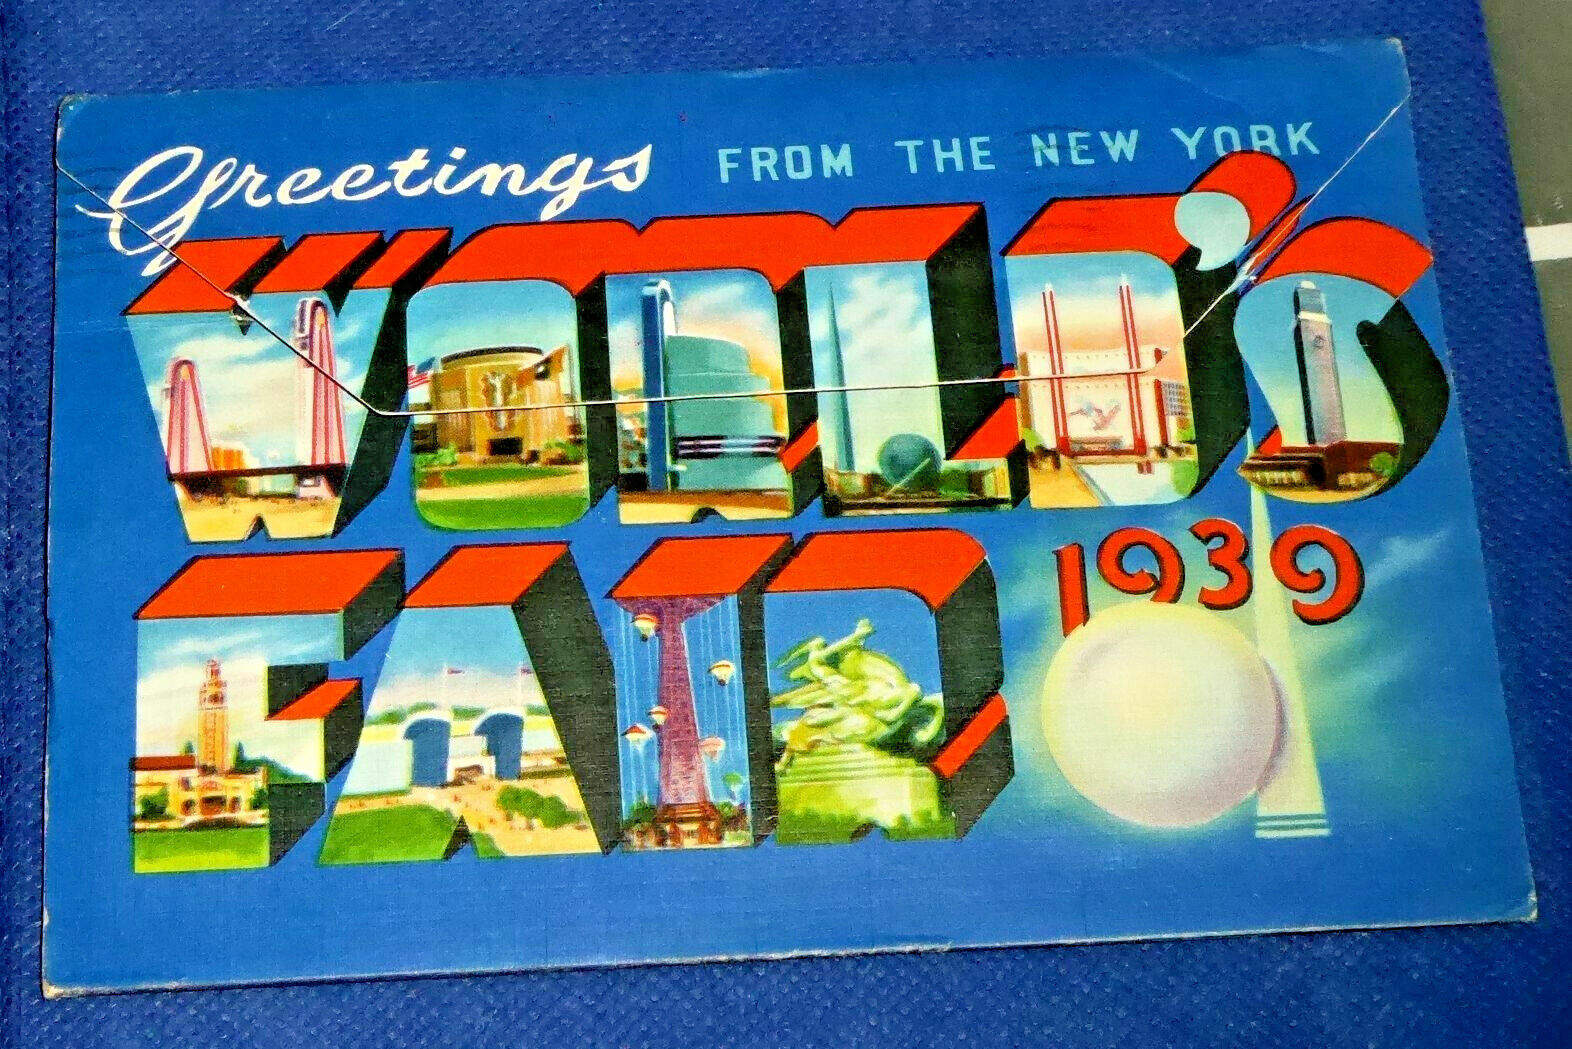 Greetings FROM THE NEW YORK
WORLD'S
FAIR 1939